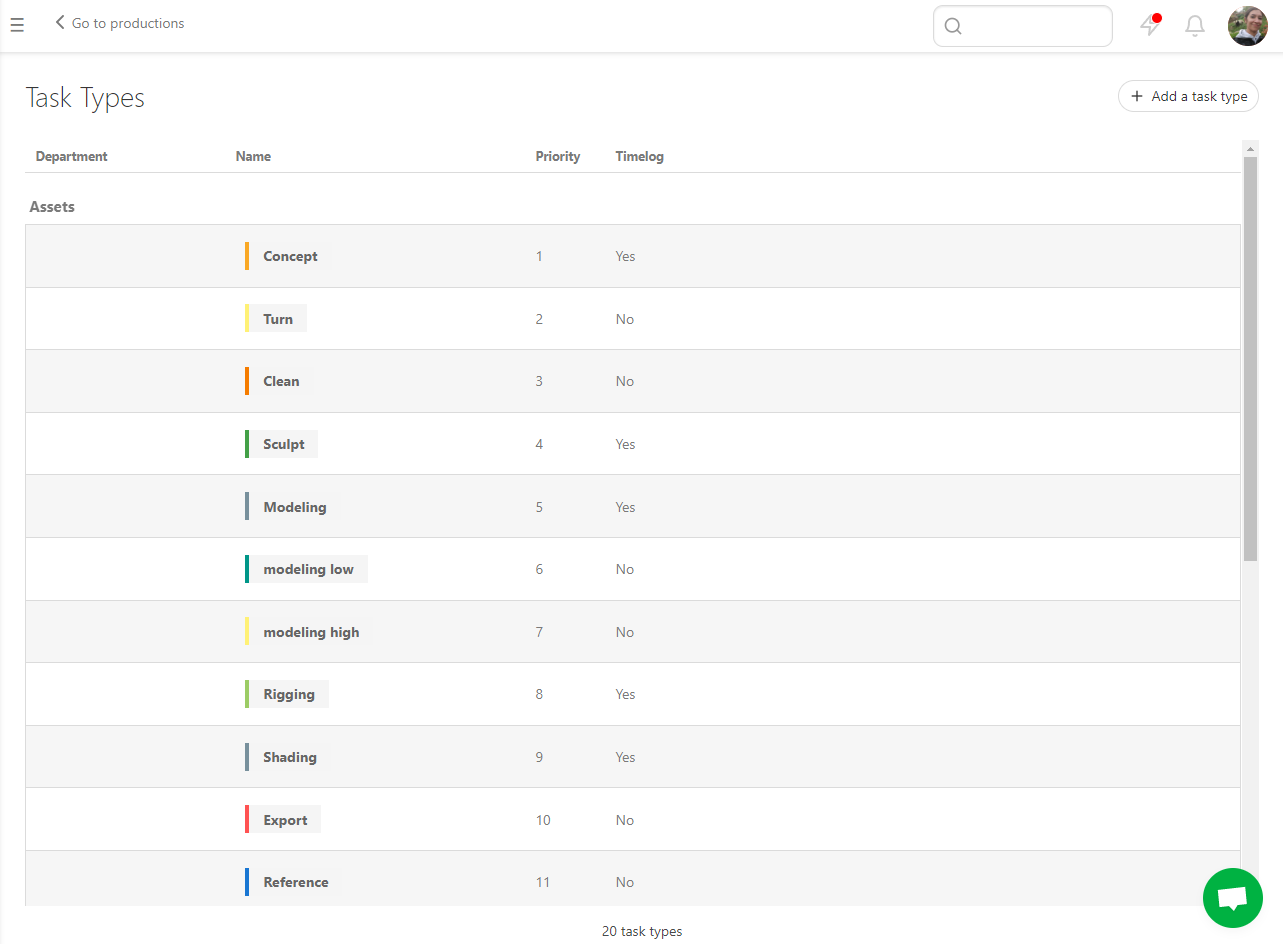 Go to productions
Task Types
Add a task type
Department Name Priority Timelog
Assets
Concept 1 Yes
Turn 2 No
Clean 3 No
Sculpt 4 Yes
Modeling 5 Yes
modeling low 6 No
modeling high 7 No
Rigging 8 Yes
Shading 9 Yes
Export 10 No
Reference 11 No
20 task types